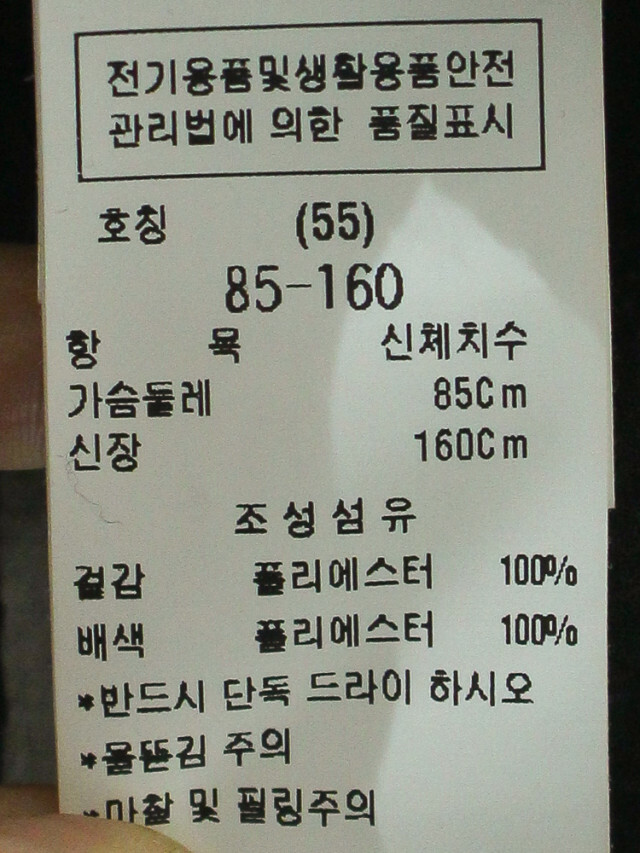 전기용품및생활용품안전
관리법에 의한 품질표시
호칭 (55)
85-160
항 목 신체치수
가슴둘레 85Cm
신장 160Cm
조성섬유
겉감 폴리에스터 100%
배색 폴리에스터 100%
*반드시 단독 드라이 하시오
*올뜯김 주의
*마찰 및 필링주의